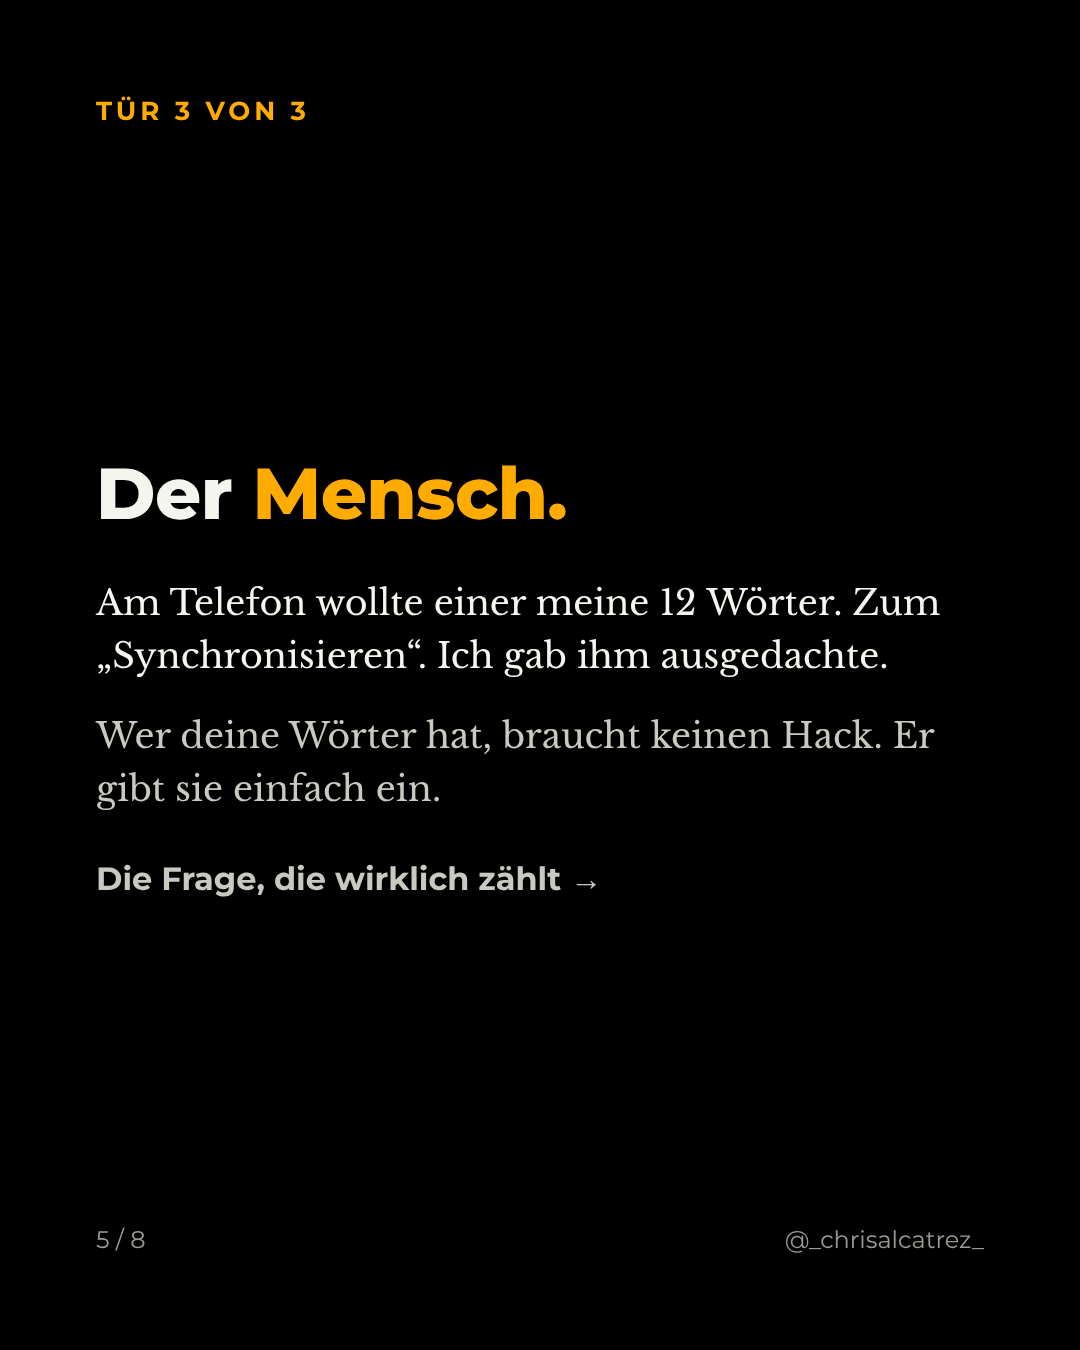 TÜR 3 VON 3
Der Mensch.
Am Telefon wollte einer meine 12 Wörter. Zum
„Synchronisieren“. Ich gab ihm ausgedachte.
Wer deine Wörter hat, braucht keinen Hack. Er
gibt sie einfach ein.
Die Frage, die wirklich zählt →
5 / 8
@_chrisalcatrez_